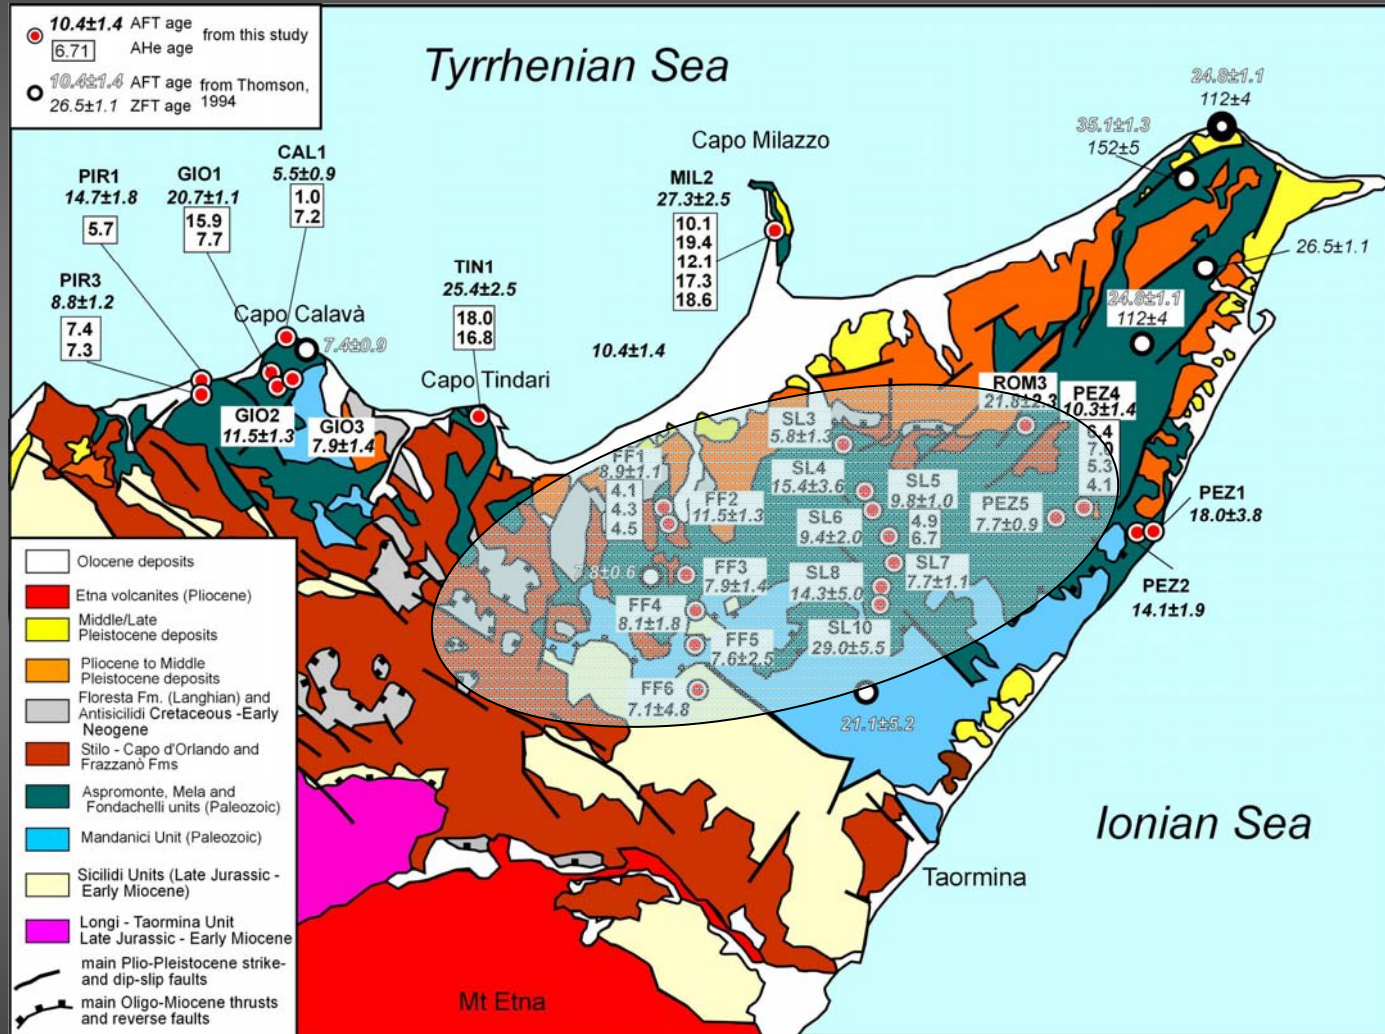 10.4±1.4 AFT age
6.71 AHe age
from this study
10.4±1.4 AFT age
26.5±1.1 ZFT age
from Thomson,
1994
Tyrrhenian Sea
24.8±1.1
112±4
35.1±1.3
152±5
Capo Milazzo
CAL1
5.5±0.9
1.0
7.2
PIR1
14.7±1.8
5.7
GIO1
20.7±1.1
15.9
7.7
MIL2
27.3±2.5
10.1
19.4
12.1
17.3
18.6
26.5±1.1
PIR3
8.8±1.2
7.4
7.3
TIN1
25.4±2.5
18.0
16.8
24.8±1.1
112±4
Capo Calavà
7.4±0.9
10.4±1.4
Capo Tindari
ROM3
21.8±2.3
PEZ4
10.3±1.4
6.4
7.0
5.3
4.1
GIO2
11.5±1.3
GIO3
7.9±1.4
SL3
5.8±1.3
FF1
8.9±1.1
4.1
4.3
4.5
SL4
15.4±3.6
SL5
9.8±1.0
FF2
11.5±1.3
PEZ5
7.7±0.9
PEZ1
18.0±3.8
SL6
9.4±2.0
4.9
6.7
7.8±0.6
FF3
7.9±1.4
SL8
14.3±5.0
SL7
7.7±1.1
PEZ2
14.1±1.9
FF4
8.1±1.8
SL10
29.0±5.5
FF5
7.6±2.5
FF6
7.1±4.8
21.1±5.2
Olocene deposits
Etna volcanites (Pliocene)
Middle/Late
Pleistocene deposits
Pliocene to Middle
Pleistocene deposits
Floresta Fm. (Langhian) and
Antisicilidi Cretaceous -Early
Neogene
Stilo - Capo d'Orlando and
Frazzanò Fms
Aspromonte, Mela and
Fondachelli units (Paleozoic)
Mandanici Unit (Paleozoic)
Sicilidi Units (Late Jurassic -
Early Miocene)
Longi - Taormina Unit
Late Jurassic - Early Miocene
main Plio-Pleistocene strike-
and dip-slip faults
main Oligo-Miocene thrusts
and reverse faults
Ionian Sea
Taormina
Mt Etna